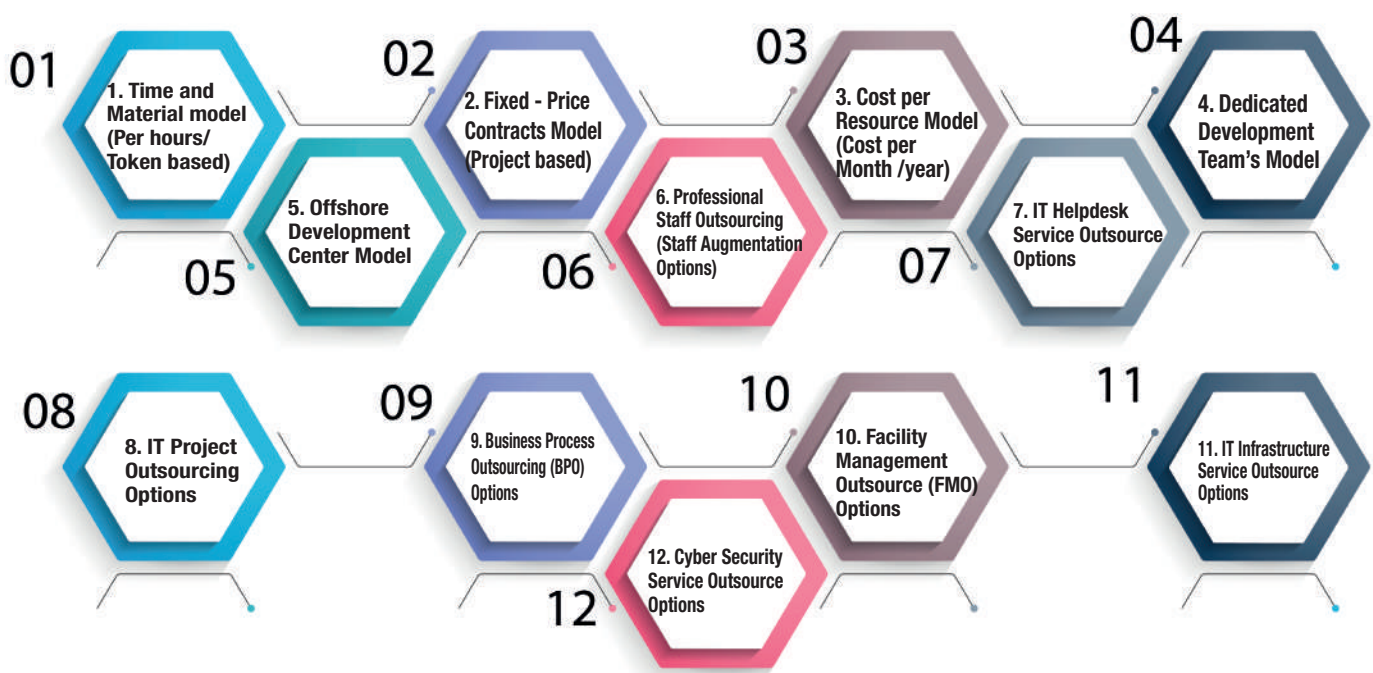 01
1. Time and
Material model
(Per hours/
Token based)
02
2. Fixed - Price
Contracts Model
(Project based)
03
3. Cost per
Resource Model
(Cost per
Month /year)
04
4. Dedicated
Development
Team's Model
05
5. Offshore
Development
Center Model
06
6. Professional
Staff Outsourcing
(Staff Augmentation
Options)
07
7. IT Helpdesk
Service Outsource
Options
08
8. IT Project
Outsourcing
Options
09
9. Business Process
Outsourcing (BPO)
Options
10
10. Facility
Management
Outsource (FMO)
Options
11
11. IT Infrastructure
Service Outsource
Options
12
12. Cyber Security
Service Outsource
Options